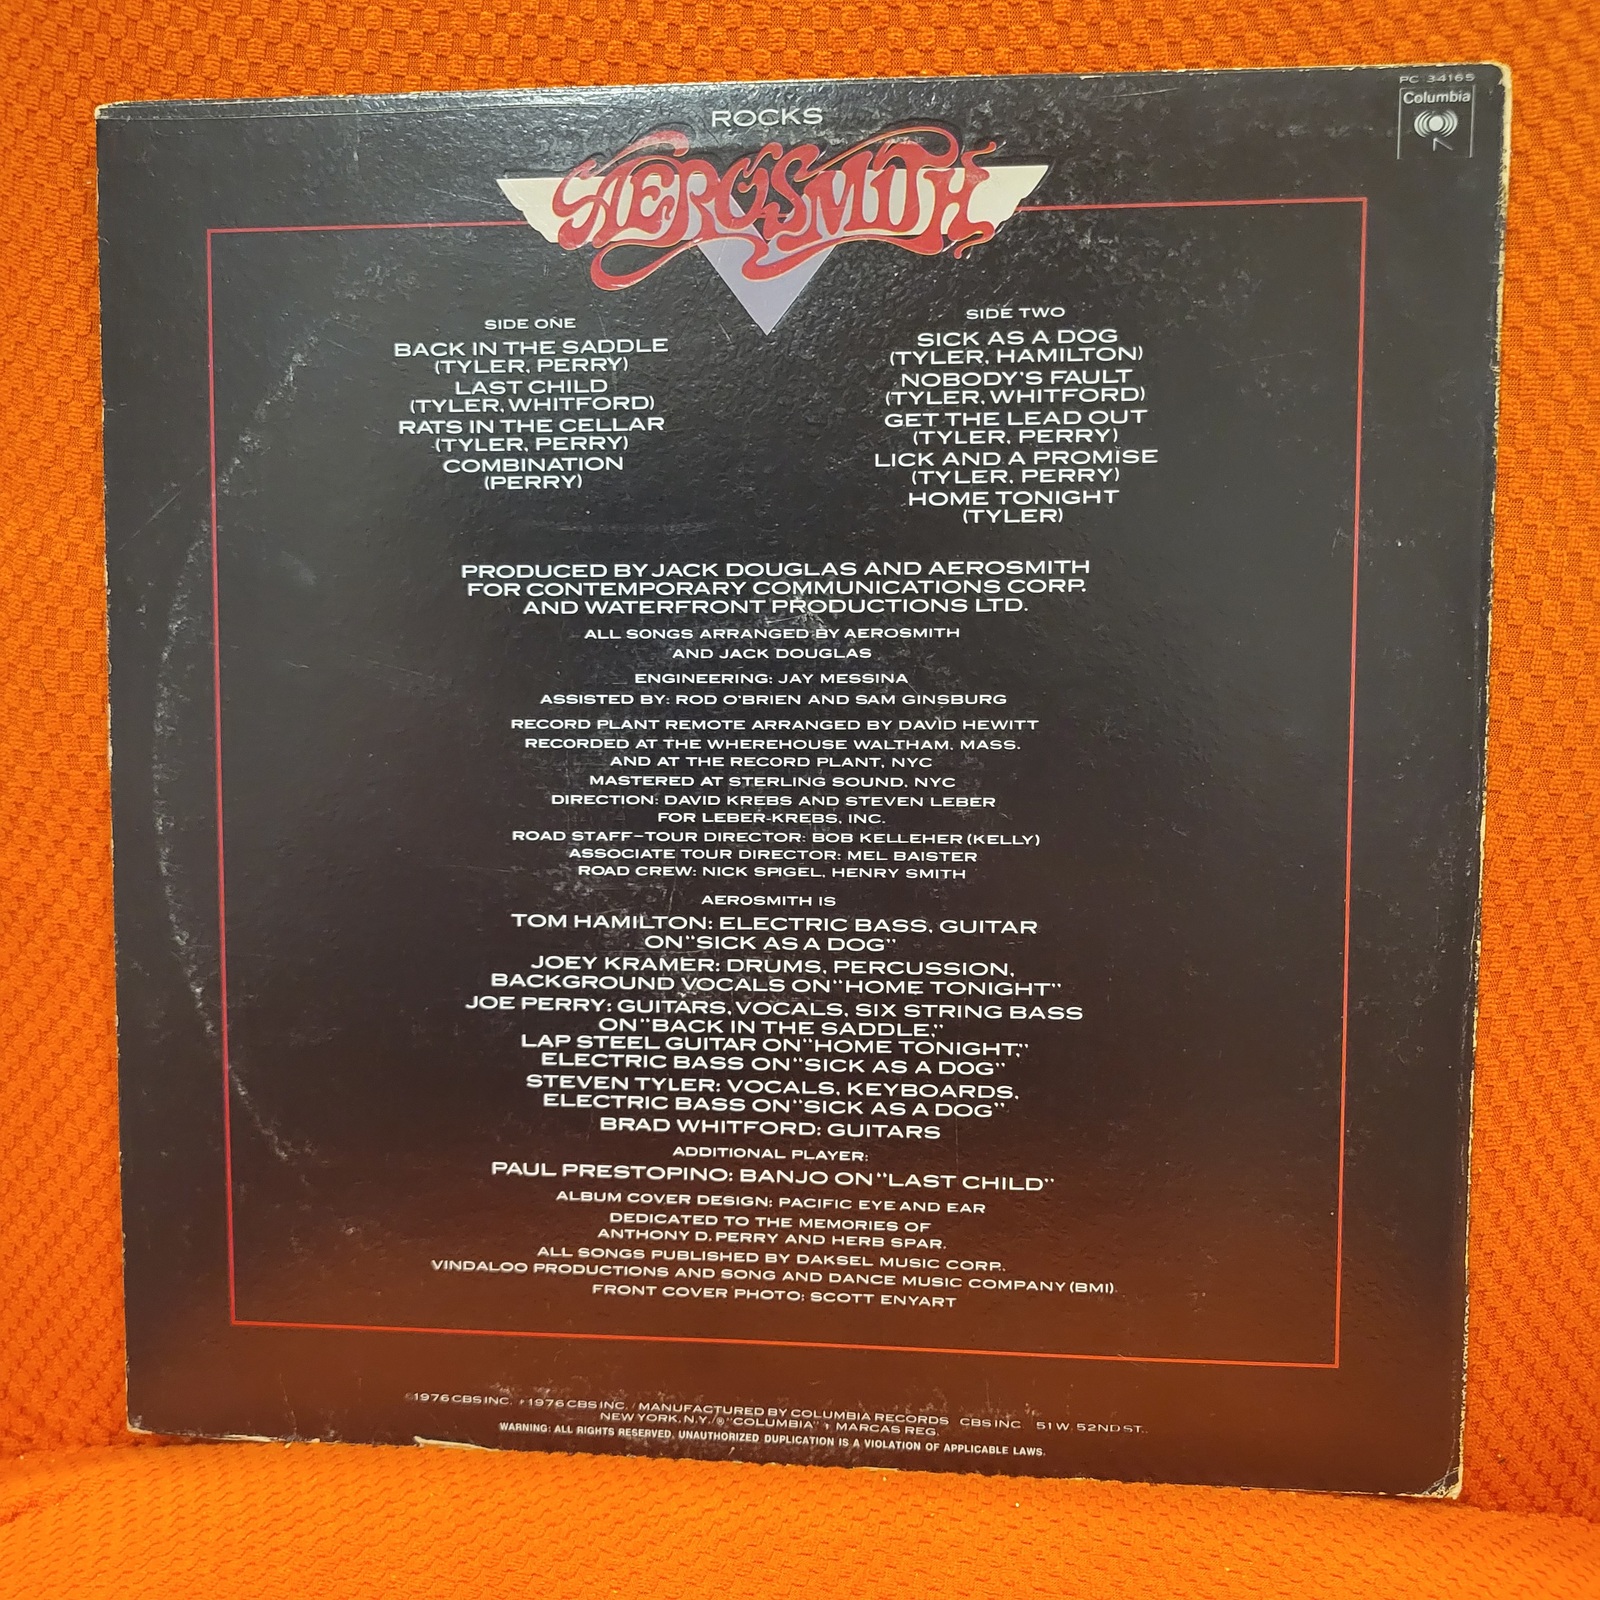 PC 34165
Columbia
ROCKS
AEROSMITH
SIDE ONE
BACK IN THE SADDLE
(TYLER, PERRY)
LAST CHILD
(TYLER, WHITFORD)
RATS IN THE CELLAR
(TYLER, PERRY)
COMBINATION
(PERRY)
SIDE TWO
SICK AS A DOG
(TYLER, HAMILTON)
NOBODY'S FAULT
(TYLER, WHITFORD)
GET THE LEAD OUT
(TYLER, PERRY)
LICK AND A PROMISE
(TYLER, PERRY)
HOME TONIGHT
(TYLER)
PRODUCED BY JACK DOUGLAS AND AEROSMITH
FOR CONTEMPORARY COMMUNICATIONS CORP.
AND WATERFRONT PRODUCTIONS LTD.
ALL SONGS ARRANGED BY AEROSMITH
AND JACK DOUGLAS
ENGINEERING: JAY MESSINA
ASSISTED BY: ROD O'BRIEN AND SAM GINSBURG
RECORD PLANT REMOTE ARRANGED BY DAVID HEWITT
RECORDED AT THE WHEREHOUSE WALTHAM, MASS.
AND AT THE RECORD PLANT, NYC
MASTERED AT STERLING SOUND, NYC
DIRECTION: DAVID KREBS AND STEVEN LEBER
FOR LEBER-KREBS, INC.
ROAD STAFF–TOUR DIRECTOR: BOB KELLEHER (KELLY)
ASSOCIATE TOUR DIRECTOR: MEL BAISTER
ROAD CREW: NICK SPIGEL, HENRY SMITH
AEROSMITH IS
TOM HAMILTON: ELECTRIC BASS, GUITAR
ON "SICK AS A DOG"
JOEY KRAMER: DRUMS, PERCUSSION,
BACKGROUND VOCALS ON "HOME TONIGHT"
JOE PERRY: GUITARS, VOCALS, SIX STRING BASS
ON "BACK IN THE SADDLE,"
LAP STEEL GUITAR ON "HOME TONIGHT,"
ELECTRIC BASS ON "SICK AS A DOG"
STEVEN TYLER: VOCALS, KEYBOARDS,
ELECTRIC BASS ON "SICK AS A DOG"
BRAD WHITFORD: GUITARS
ADDITIONAL PLAYER:
PAUL PRESTOPINO: BANJO ON "LAST CHILD"
ALBUM COVER DESIGN: PACIFIC EYE AND EAR
DEDICATED TO THE MEMORIES OF
ANTHONY D. PERRY AND HERB SPAR.
ALL SONGS PUBLISHED BY DAKSEL MUSIC CORP.,
VINDALOO PRODUCTIONS AND SONG AND DANCE MUSIC COMPANY (BMI).
FRONT COVER PHOTO: SCOTT ENYART
1976 CBS INC. 1976 CBS INC. / MANUFACTURED BY COLUMBIA RECORDS CBS INC. 51 W. 52ND ST.,
NEW YORK, N.Y. ® "COLUMBIA" MARCAS REG.
WARNING: ALL RIGHTS RESERVED. UNAUTHORIZED DUPLICATION IS A VIOLATION OF APPLICABLE LAWS.